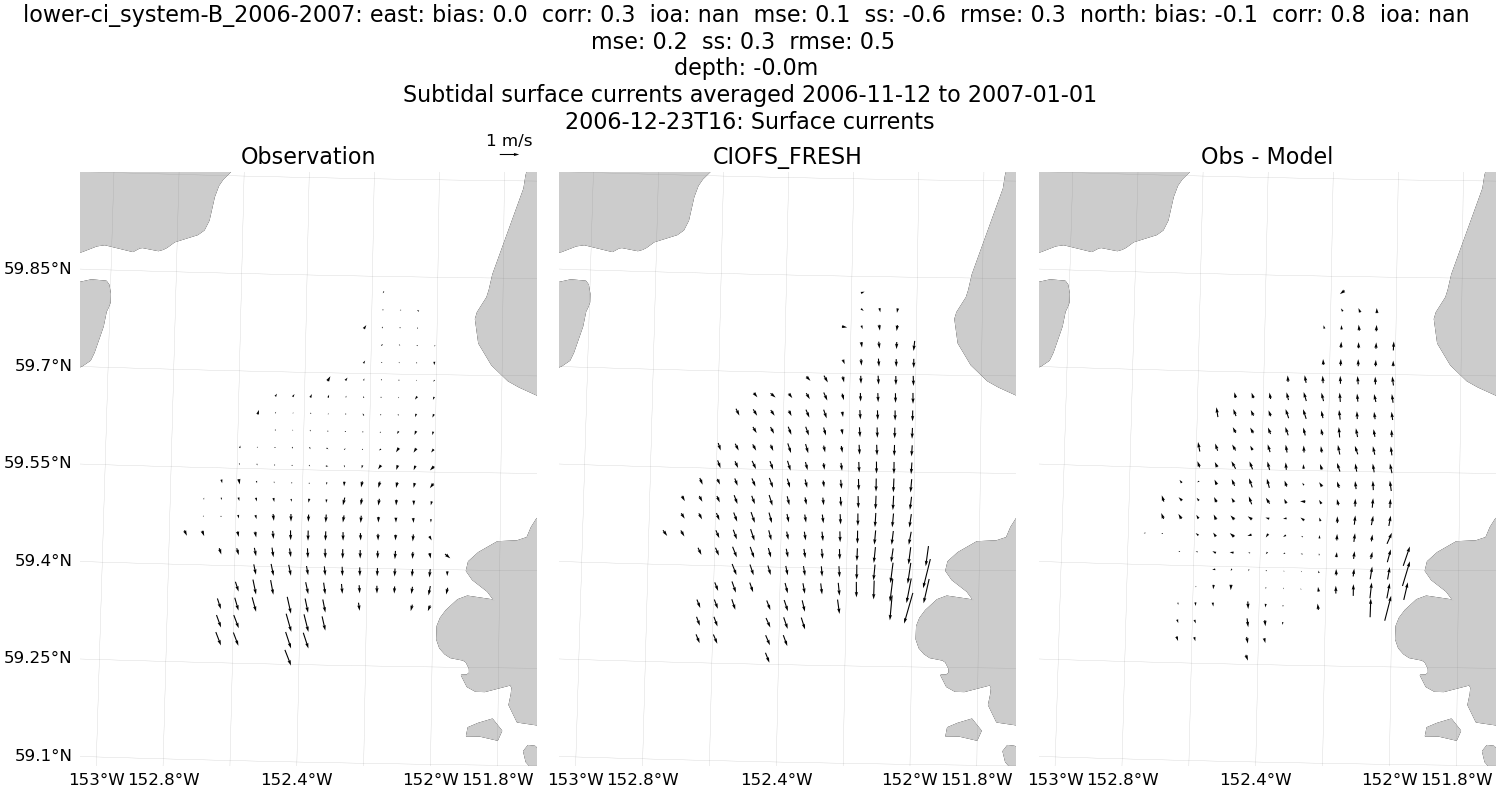 lower-ci_system-B_2006-2007: east: bias: 0.0  corr: 0.3  ioa: nan  mse: 0.1  ss: -0.6  rmse: 0.3  north: bias: -0.1  corr: 0.8  ioa: nan
mse: 0.2  ss: 0.3  rmse: 0.5
depth: -0.0m
Subtidal surface currents averaged 2006-11-12 to 2007-01-01
2006-12-23T16: Surface currents
1 m/s
Observation
CIOFS_FRESH
Obs - Model
59.85°N
59.7°N
59.55°N
59.4°N
59.25°N
59.1°N
153°W 152.8°W 152.4°W 152°W 151.8°W
153°W 152.8°W 152.4°W 152°W 151.8°W
153°W 152.8°W 152.4°W 152°W 151.8°W